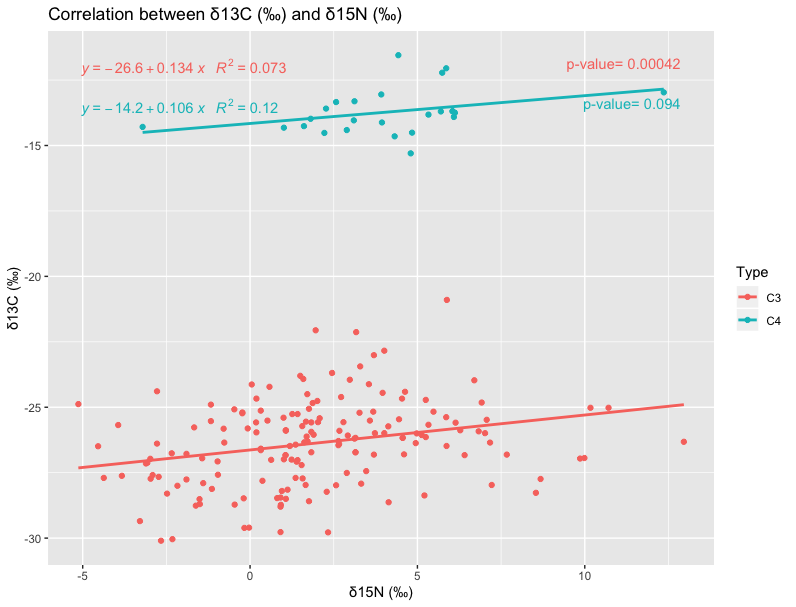 Correlation between δ13C (‰) and δ15N (‰)
y = −26.6 + 0.134 x R² = 0.073
p-value= 0.00042
y = −14.2 + 0.106 x R² = 0.12
p-value= 0.094
-15
-20
-25
-30
δ13C (‰)
-5
0
5
10
δ15N (‰)
Type
C3
C4